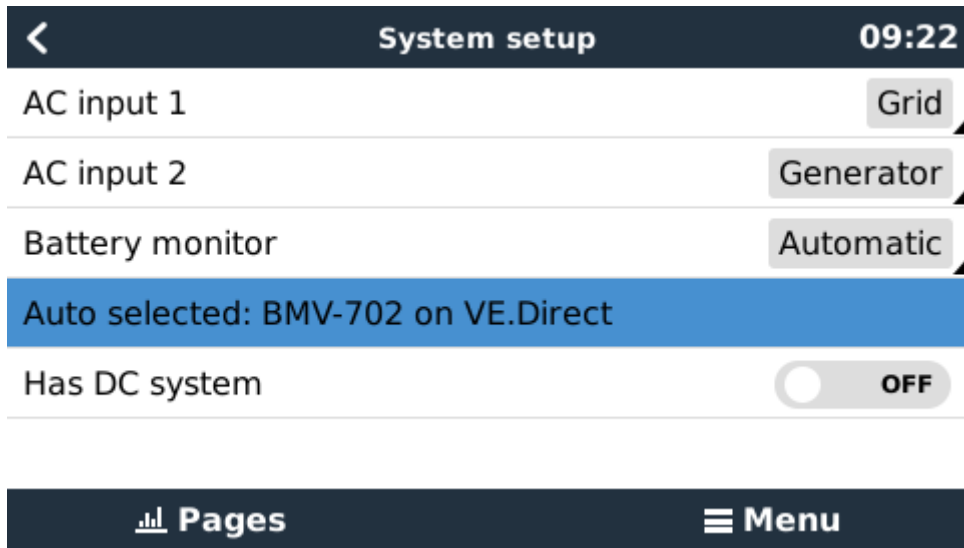 System setup 09:22
AC input 1 Grid
AC input 2 Generator
Battery monitor Automatic
Auto selected: BMV-702 on VE.Direct
Has DC system OFF
Pages Menu